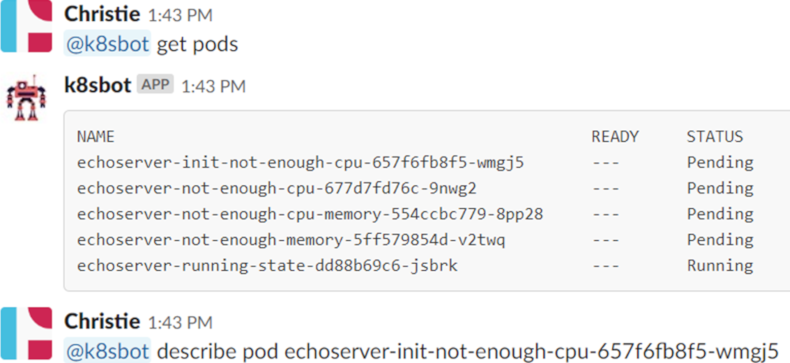 Christie 1:43 PM
@k8sbot get pods
k8sbot APP 1:43 PM
NAME READY STATUS
echoserver-init-not-enough-cpu-657f6fb8f5-wmgj5 --- Pending
echoserver-not-enough-cpu-677d7fd76c-9nwg2 --- Pending
echoserver-not-enough-cpu-memory-554ccbc779-8pp28 --- Pending
echoserver-not-enough-memory-5ff579854d-v2twq --- Pending
echoserver-running-state-dd88b69c6-jsbrk --- Running
Christie 1:43 PM
@k8sbot describe pod echoserver-init-not-enough-cpu-657f6fb8f5-wmgj5